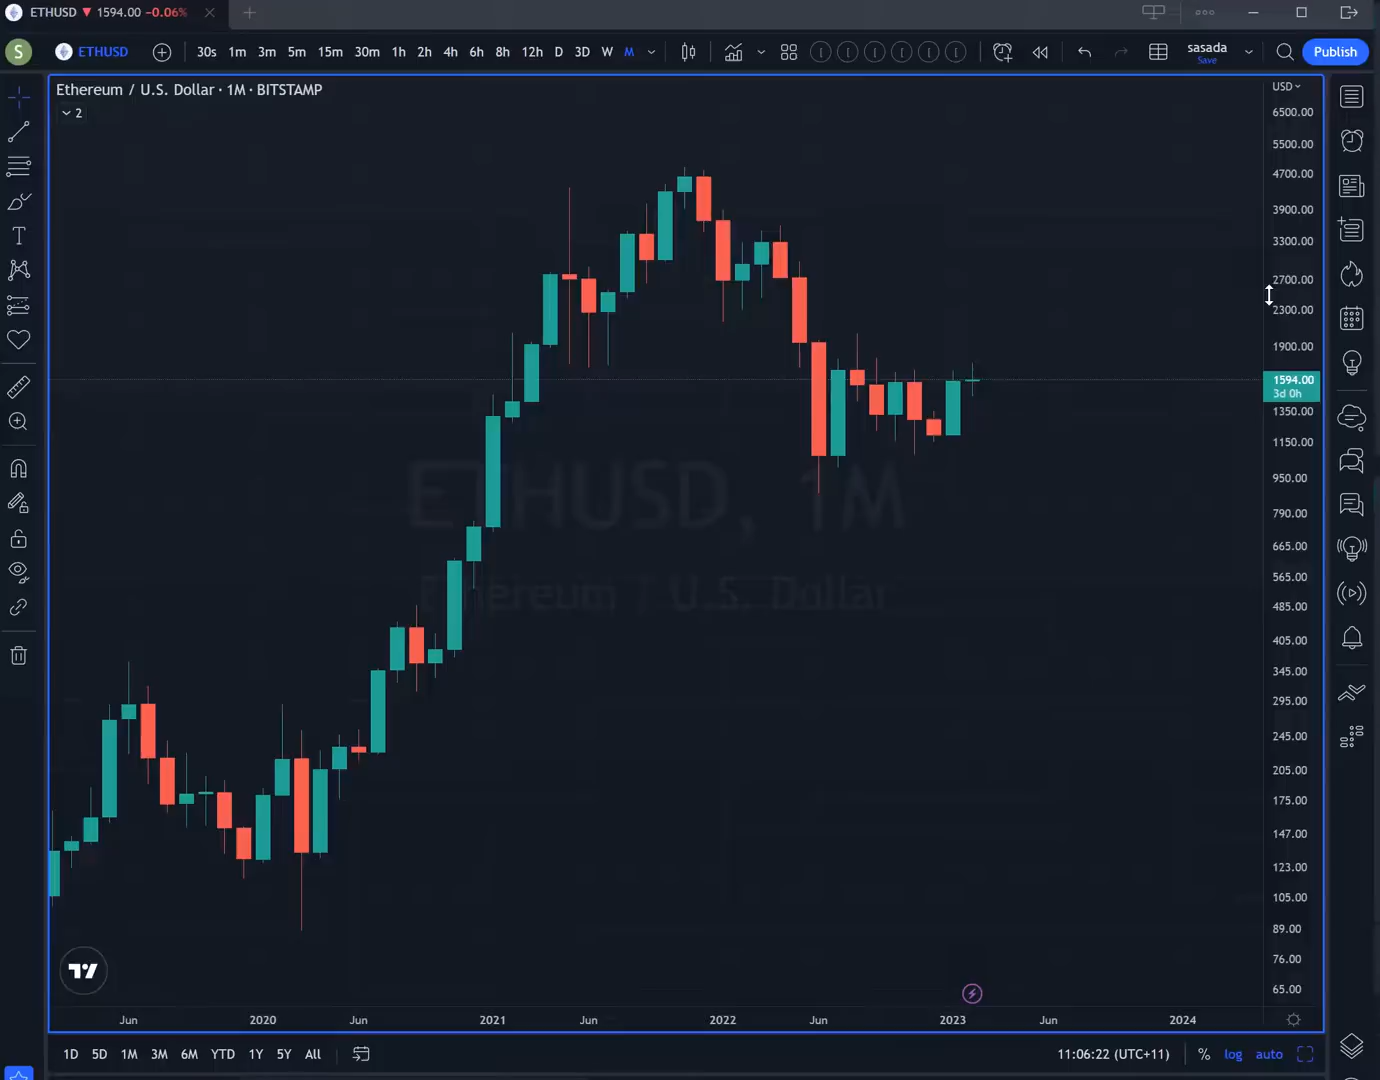 ETHUSD ▼ 1594.00 -0.06%
S ETHUSD 30s 1m 3m 5m 15m 30m 1h 2h 4h 6h 8h 12h D 3D W M sasada Publish
Save
Ethereum / U.S. Dollar · 1M · BITSTAMP
USD
2
6500.00
5500.00
4700.00
3900.00
3300.00
2700.00
2300.00
1900.00
1594.00
3d 0h
1350.00
1150.00
950.00
790.00
665.00
565.00
485.00
405.00
345.00
295.00
245.00
205.00
175.00
147.00
123.00
105.00
89.00
76.00
65.00
ETHUSD, 1M
Ethereum / U.S. Dollar
Jun 2020 Jun 2021 Jun 2022 Jun 2023 Jun 2024
1D 5D 1M 3M 6M YTD 1Y 5Y All 11:06:22 (UTC+11) % log auto